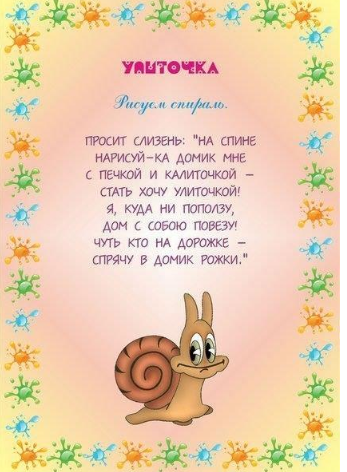 УЛИТОЧКА
Рисуем спираль.
ПРОСИТ СЛИЗЕНЬ: "НА СПИНЕ
НАРИСУЙ-КА ДОМИК МНЕ
С ПЕЧКОЙ И КАЛИТОЧКОЙ –
СТАТЬ ХОЧУ УЛИТОЧКОЙ!
Я, КУДА НИ ПОПОЛЗУ,
ДОМ С СОБОЮ ПОВЕЗУ!
ЧУТЬ КТО НА ДОРОЖКЕ –
СПРЯЧУ В ДОМИК РОЖКИ."